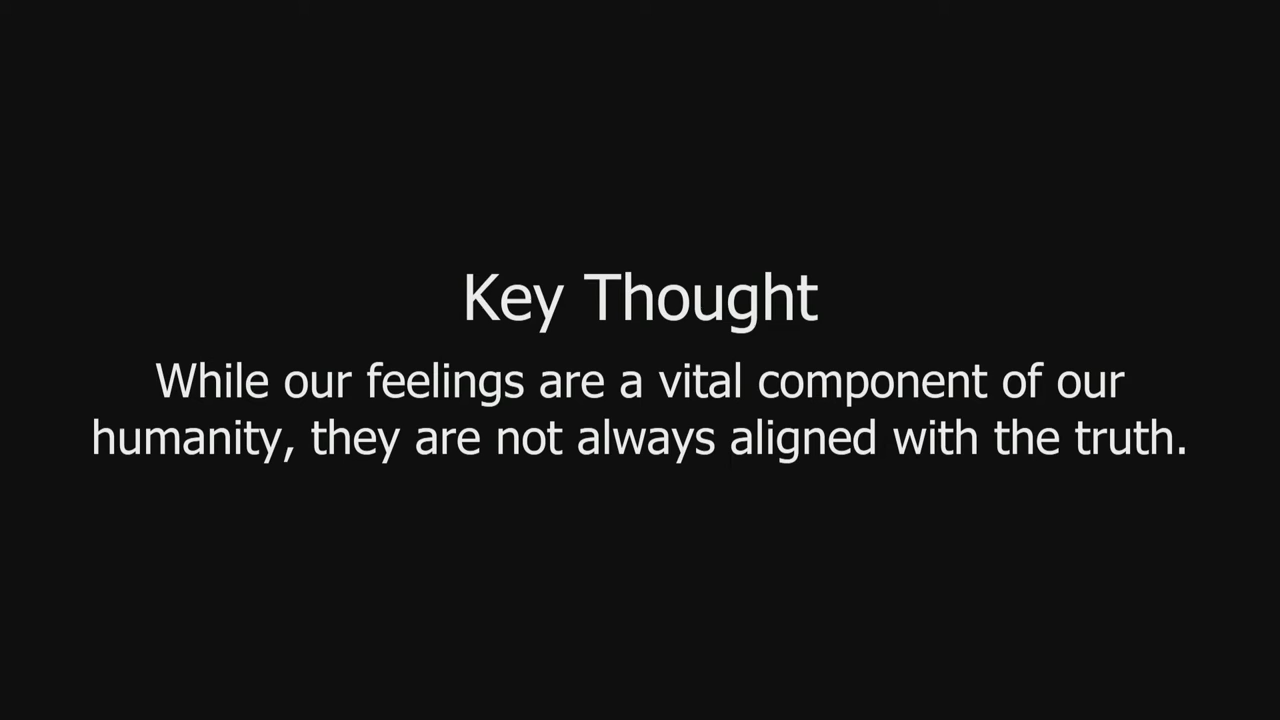 Key Thought
While our feelings are a vital component of our
humanity, they are not always aligned with the truth.